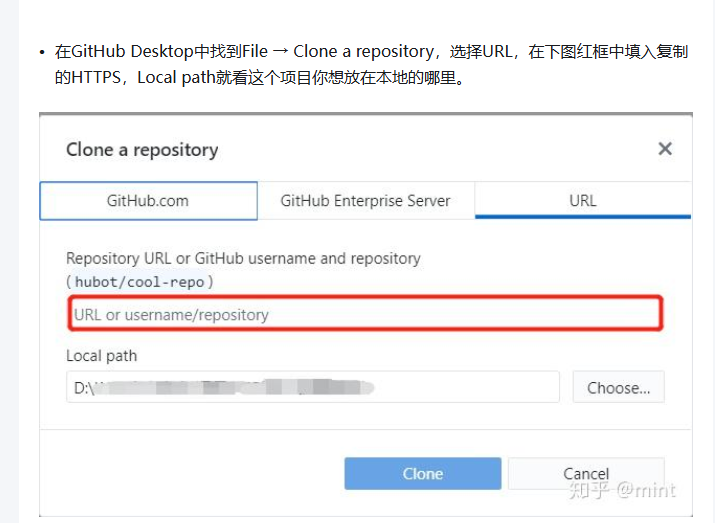 • 在GitHub Desktop中找到File → Clone a repository，选择URL，在下图红框中填入复制
的HTTPS，Local path就看这个项目你想放在本地的哪里。
Clone a repository ×
GitHub.com GitHub Enterprise Server URL
Repository URL or GitHub username and repository
(hubot/cool-repo)
URL or username/repository
Local path
D:\ Choose...
Clone Cancel
知乎 @mint